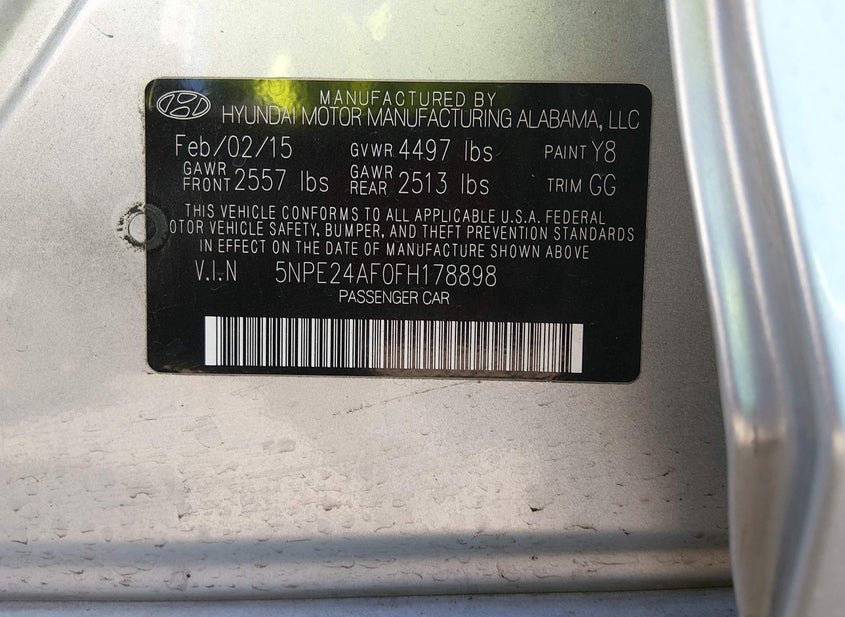 MANUFACTURED BY
HYUNDAI MOTOR MANUFACTURING ALABAMA, LLC
Feb/02/15 GVWR 4497 lbs PAINT Y8
GAWR FRONT 2557 lbs GAWR REAR 2513 lbs TRIM GG
THIS VEHICLE CONFORMS TO ALL APPLICABLE U.S.A. FEDERAL
OTOR VEHICLE SAFETY, BUMPER, AND THEFT PREVENTION STANDARDS
IN EFFECT ON THE DATE OF MANUFACTURE SHOWN ABOVE
V.I.N 5NPE24AF0FH178898
PASSENGER CAR